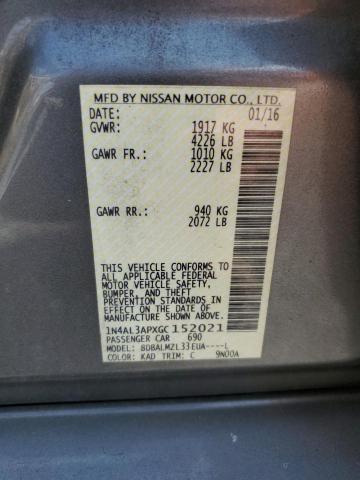 MFD BY NISSAN MOTOR CO., LTD.
DATE: 01/16
GVWR: 1917 KG
4226 LB
GAWR FR: 1010 KG
2227 LB
GAWR RR: 940 KG
2072 LB
THIS VEHICLE CONFORMS
TO ALL APPLICABLE FEDERAL
MOTOR VEHICLE SAFETY,
BUMPER, AND THEFT
PREVENTION STANDARDS
IN EFFECT ON THE DATE OF
MANUFACTURE SHOWN ABOVE.
1N4AL3APXGC152021
PASSENGER CAR 690
MODEL: BDBALMZL33EUA----L
COLOR: KAD TRIM: C 9N00A